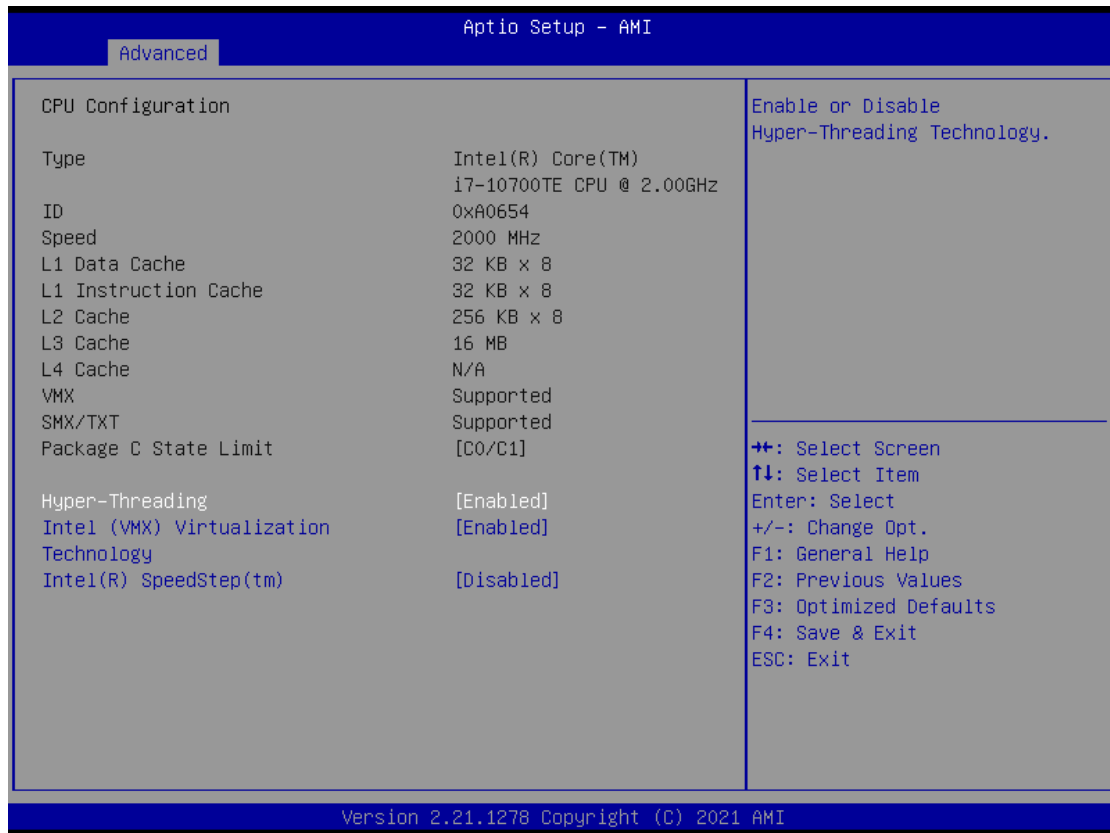 Aptio Setup – AMI
Advanced
CPU Configuration
Type Intel(R) Core(TM)
i7-10700TE CPU @ 2.00GHz
ID 0xA0654
Speed 2000 MHz
L1 Data Cache 32 KB x 8
L1 Instruction Cache 32 KB x 8
L2 Cache 256 KB x 8
L3 Cache 16 MB
L4 Cache N/A
VMX Supported
SMX/TXT Supported
Package C State Limit [C0/C1]
Hyper-Threading [Enabled]
Intel (VMX) Virtualization [Enabled]
Technology
Intel(R) SpeedStep(tm) [Disabled]
Enable or Disable
Hyper-Threading Technology.
→←: Select Screen
↑↓: Select Item
Enter: Select
+/-: Change Opt.
F1: General Help
F2: Previous Values
F3: Optimized Defaults
F4: Save & Exit
ESC: Exit
Version 2.21.1278 Copyright (C) 2021 AMI